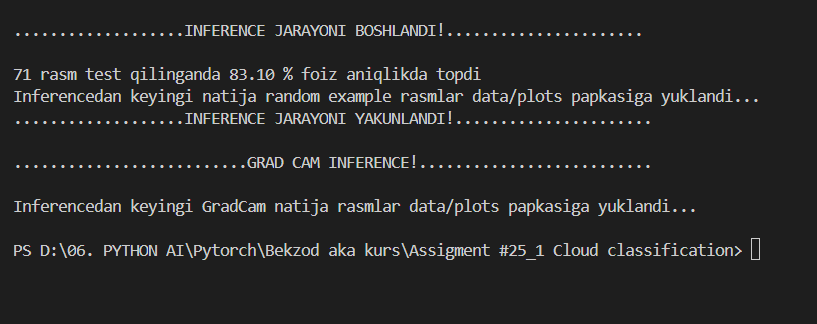 ...................INFERENCE JARAYONI BOSHLANDI!......................
71 rasm test qilinganda 83.10 % foiz aniqlikda topdi
Inferencedan keyingi natija random example rasmlar data/plots papkasiga yuklandi...
...................INFERENCE JARAYONI YAKUNLANDI!......................
..........................GRAD CAM INFERENCE!..........................
Inferencedan keyingi GradCam natija rasmlar data/plots papkasiga yuklandi...
PS D:\06. PYTHON AI\Pytorch\Bekzod aka kurs\Assigment #25_1 Cloud classification>